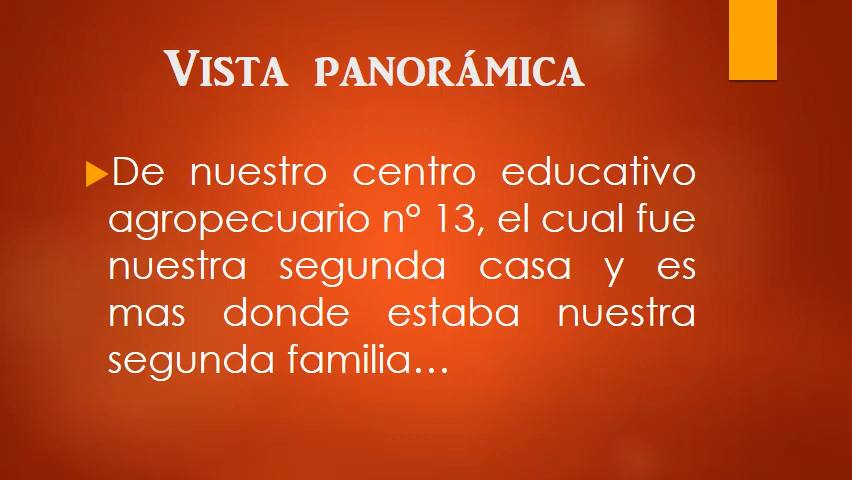 Vista panorámica
De nuestro centro educativo
agropecuario n° 13, el cual fue
nuestra segunda casa y es
mas donde estaba nuestra
segunda familia…